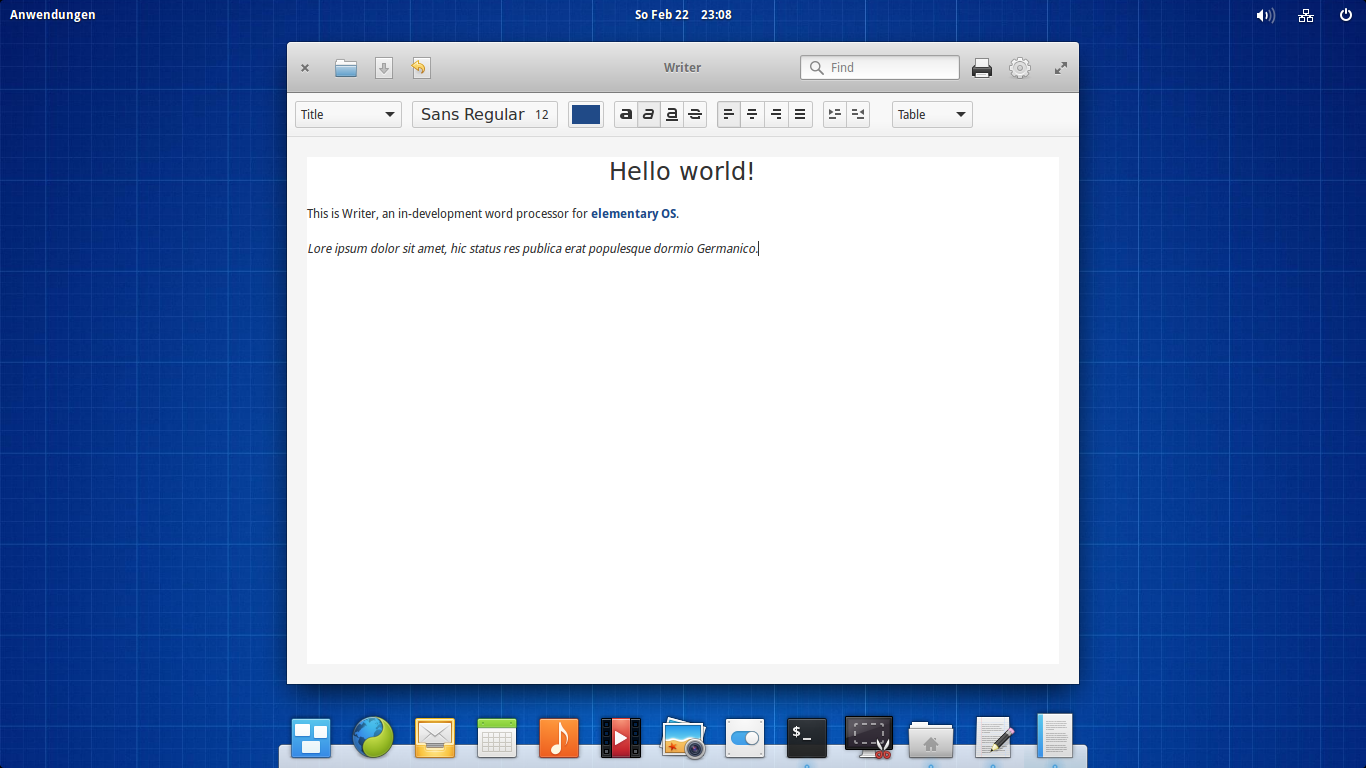 Anwendungen
So Feb 22 23:08
Writer
Find
Title
Sans Regular 12
a a a a
Table
Hello world!
This is Writer, an in-development word processor for elementary OS.
Lore ipsum dolor sit amet, hic status res publica erat populesque dormio Germanico.
$_